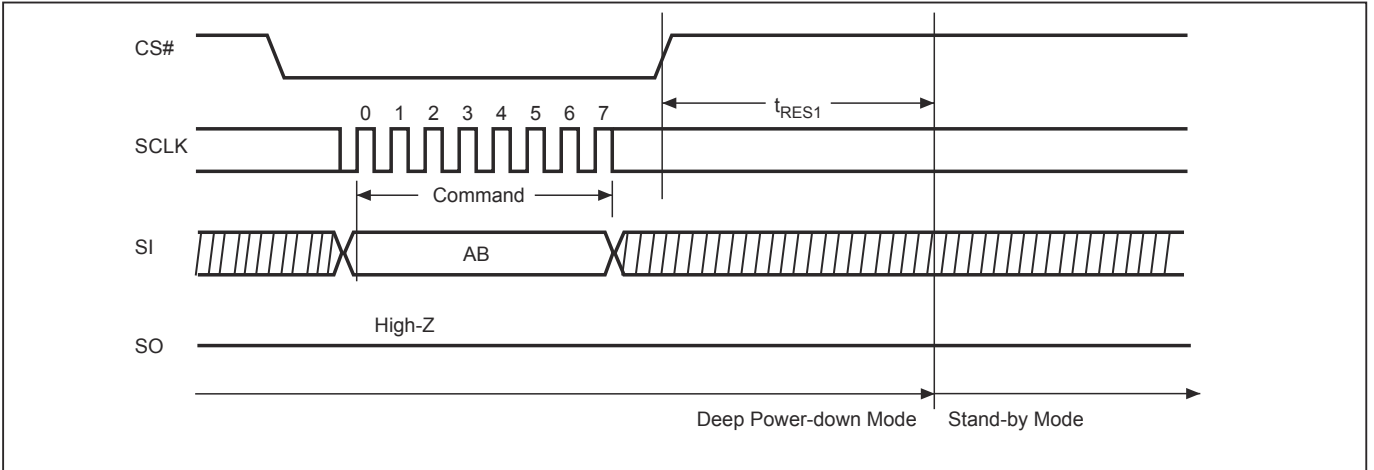 CS#
tRES1
0 1 2 3 4 5 6 7
SCLK
Command
SI
AB
High-Z
SO
Deep Power-down Mode Stand-by Mode